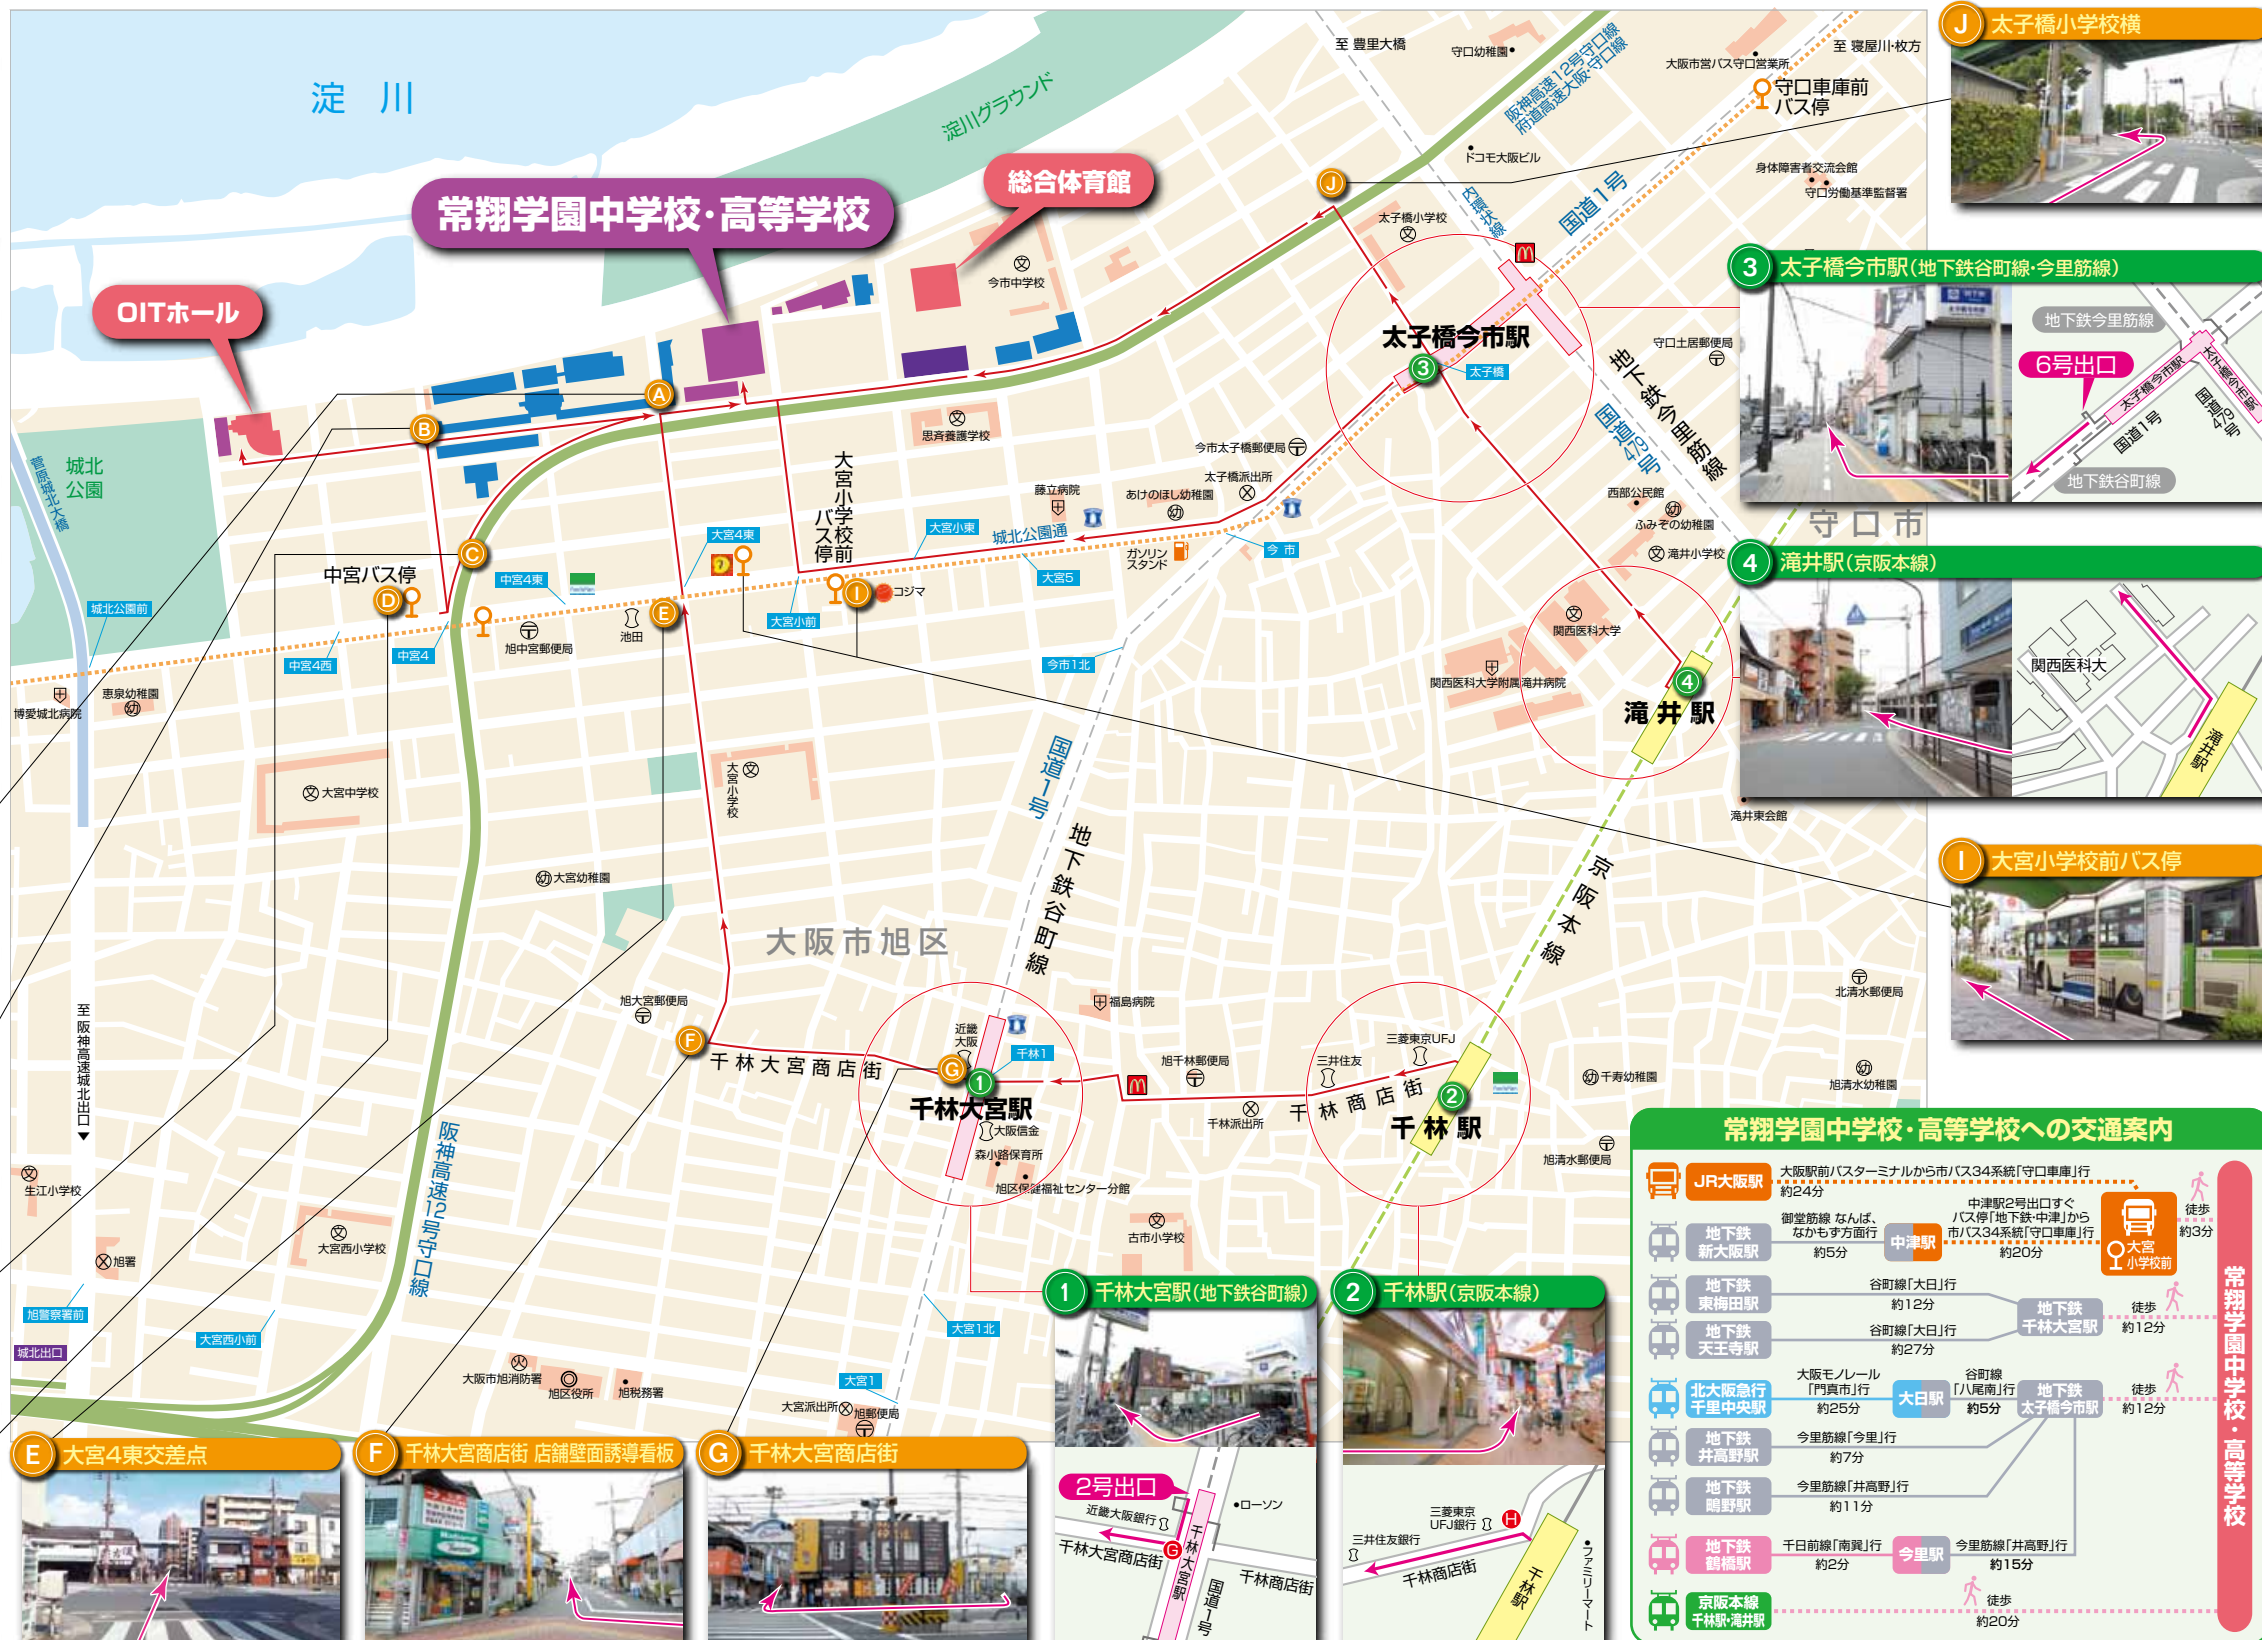 淀 川
淀川グラウンド
至 豊里大橋
守口幼稚園
阪神高速12号守口線
府道高速大阪・守口線
大阪市営バス守口営業所
至 寝屋川・枚方
守口車庫前
バス停
ドコモ大阪ビル
身体障害者交流会館
守口労働基準監督署
内環状線
国道1号
太子橋小学校
J
総合体育館
常翔学園中学校・高等学校
OITホール
今市中学校
太子橋今市駅
3
太子橋
守口土居郵便局
地下鉄今里筋線
国道479号
A
B
C
城北
公園
菅原城北大橋
思斉養護学校
今市太子橋郵便局
太子橋派出所
あけのほし幼稚園
藤立病院
大宮小学校前
バス停
大宮小東
城北公園通
大宮4東
ガソリン
スタンド
今 市
大宮5
西部公民館
ふみぞの幼稚園
滝井小学校
守口市
中宮バス停
D
中宮4東
城北公園前
中宮4西
中宮4
旭中宮郵便局
池田
E
I
コジマ
大宮小前
今市1北
関西医科大学
関西医科大学附属滝井病院
4
滝井駅
滝井東会館
博愛城北病院
恵泉幼稚園
大宮中学校
大宮小学校
大宮幼稚園
国道1号
地下鉄谷町線
京阪本線
大阪市旭区
旭大宮郵便局
F
千林大宮商店街
G
1
近畿
大阪
千林1
千林大宮駅
大阪信金
森小路保育所
旭区保健福祉センター分館
福島病院
旭千林郵便局
三井住友
三菱東京UFJ
千林派出所
千林商店街
2
千林駅
千寿幼稚園
北清水郵便局
旭清水幼稚園
旭清水郵便局
古市小学校
至 阪神高速城北出口
生江小学校
旭署
旭警察署前
城北出口
大宮西小学校
大宮西小前
阪神高速12号守口線
大阪市旭消防署
旭区役所
旭税務署
大宮1北
大宮1
大宮派出所
旭郵便局
J 太子橋小学校横
3 太子橋今市駅(地下鉄谷町線・今里筋線)
地下鉄今里筋線
6号出口
太子橋今市駅
太子橋今市駅
国道1号
国道479号
地下鉄谷町線
4 滝井駅(京阪本線)
関西医科大
滝井駅
I 大宮小学校前バス停
E 大宮4東交差点
F 千林大宮商店街 店舗壁面誘導看板
G 千林大宮商店街
1 千林大宮駅(地下鉄谷町線)
2号出口
近畿大阪銀行
ローソン
G
千林大宮商店街
千林大宮駅
国道1号
千林商店街
2 千林駅(京阪本線)
三菱東京
UFJ銀行
H
三井住友銀行
千林商店街
千林駅
ファミリーマート
常翔学園中学校・高等学校への交通案内
JR大阪駅
大阪駅前バスターミナルから市バス34系統「守口車庫」行
約24分
地下鉄
新大阪駅
御堂筋線 なんば、
なかもず方面行
約5分
中津駅
中津駅2号出口すぐ
バス停「地下鉄・中津」から
市バス34系統「守口車庫」行
約20分
大宮
小学校前
徒歩
約3分
地下鉄
東梅田駅
谷町線「大日」行
約12分
地下鉄
天王寺駅
谷町線「大日」行
約27分
地下鉄
千林大宮駅
徒歩
約12分
北大阪急行
千里中央駅
大阪モノレール
「門真市」行
約25分
大日駅
谷町線
「八尾南」行
約5分
地下鉄
太子橋今市駅
徒歩
約12分
地下鉄
井高野駅
今里筋線「今里」行
約7分
地下鉄
鴫野駅
今里筋線「井高野」行
約11分
地下鉄
鶴橋駅
千日前線「南巽」行
約2分
今里駅
今里筋線「井高野」行
約15分
京阪本線
千林駅・滝井駅
徒歩
約20分
常翔学園中学校・高等学校